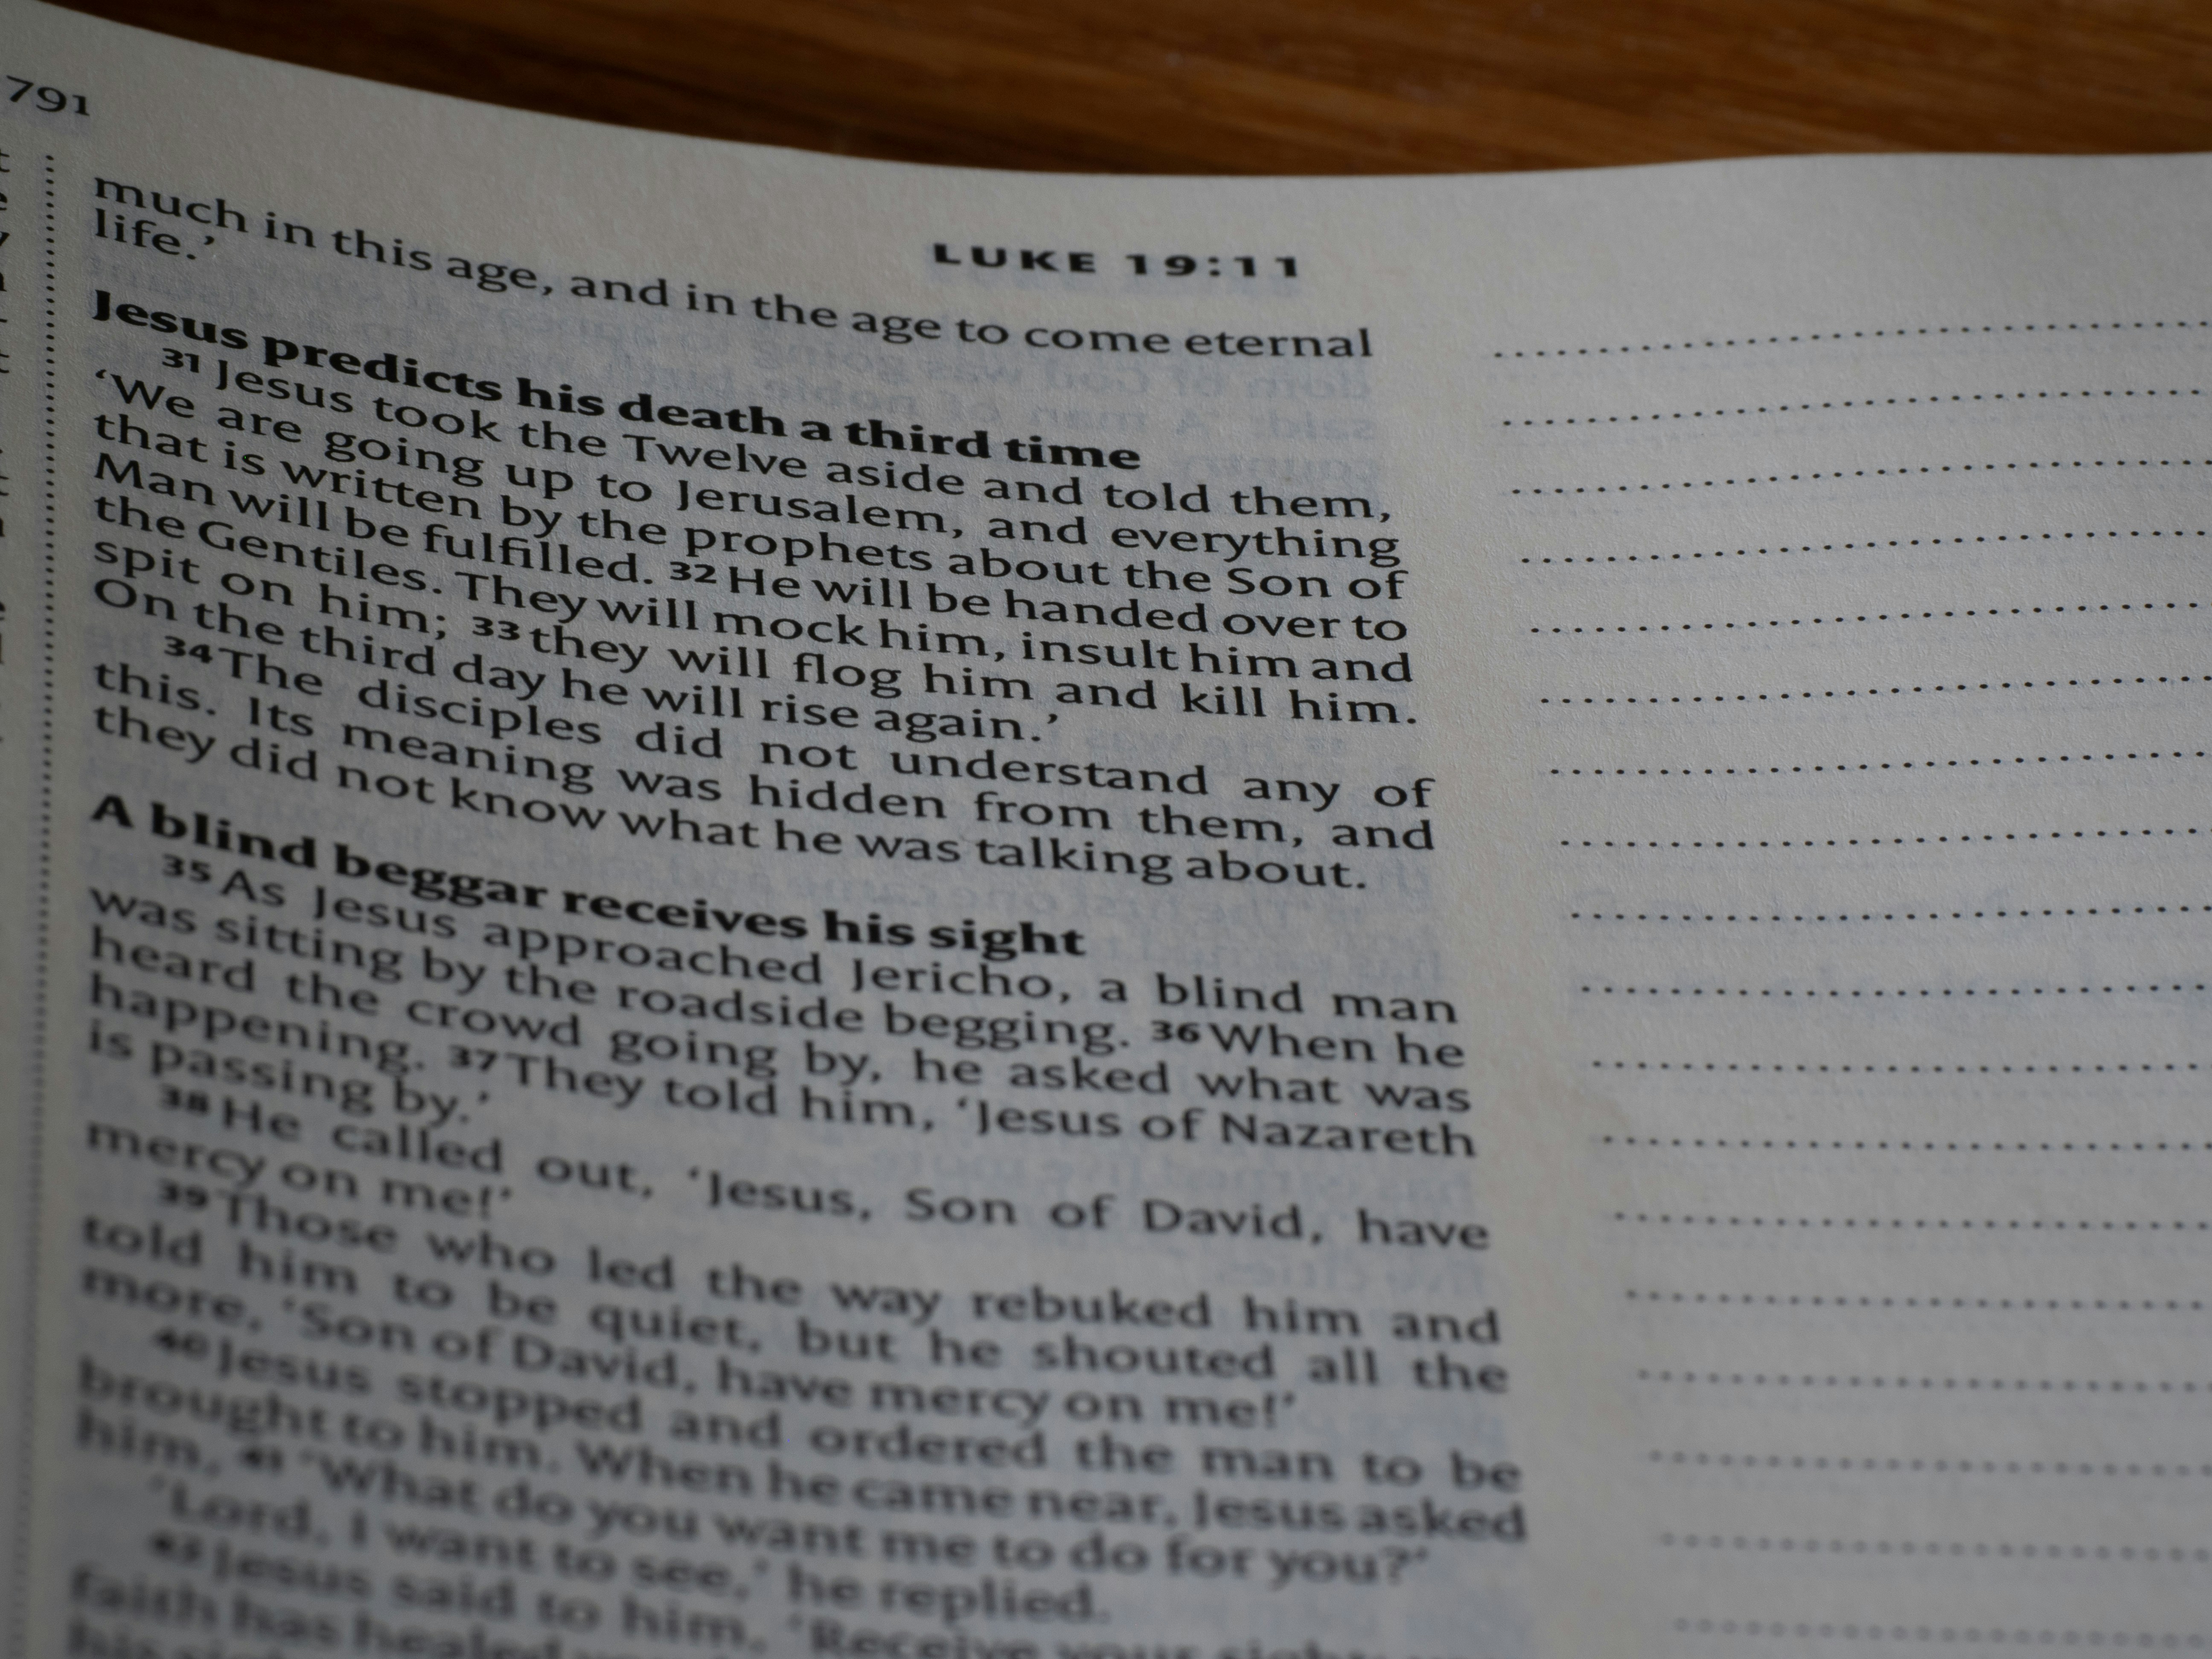 791
LUKE 19:11
much in this age, and in the age to come eternal
life.’
Jesus predicts his death a third time
31 Jesus took the Twelve aside and told them,
‘We are going up to Jerusalem, and everything
that is written by the prophets about the Son of
Man will be fulfilled. 32 He will be handed over to
the Gentiles. They will mock him, insult him and
spit on him; 33 they will flog him and kill him.
On the third day he will rise again.’
34 The disciples did not understand any of
this. Its meaning was hidden from them, and
they did not know what he was talking about.
A blind beggar receives his sight
35 As Jesus approached Jericho, a blind man
was sitting by the roadside begging. 36 When he
heard the crowd going by, he asked what was
happening. 37 They told him, ‘Jesus of Nazareth
is passing by.’
38 He called out, ‘Jesus, Son of David, have
mercy on me!’
39 Those who led the way rebuked him and
told him to be quiet, but he shouted all the
more, ‘Son of David, have mercy on me!’
40 Jesus stopped and ordered the man to be
brought to him. When he came near, Jesus asked
him, 41 ‘What do you want me to do for you?’
‘Lord, I want to see,’ he replied.
Jesus said to him, ‘Receive your sight;
faith has healed